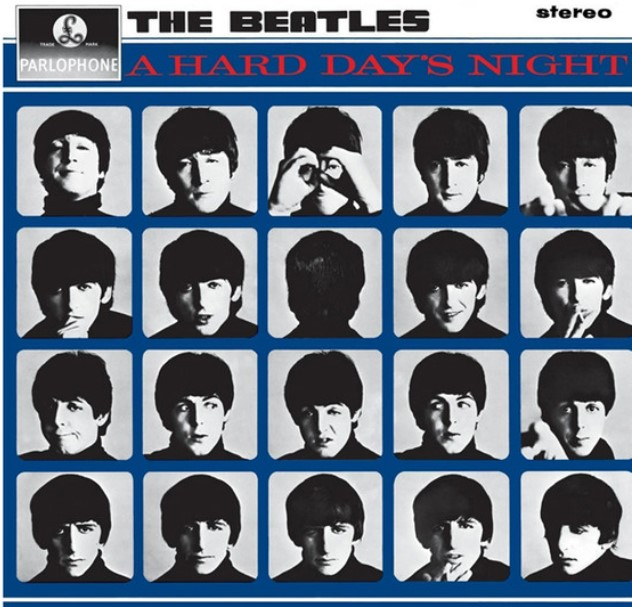 THE BEATLES
stereo
TRADE MARK
PARLOPHONE
A HARD DAY'S NIGHT